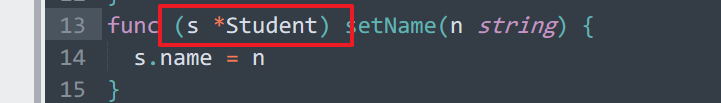 13 func (s *Student) setName(n string) {
14 s.name = n
15 }